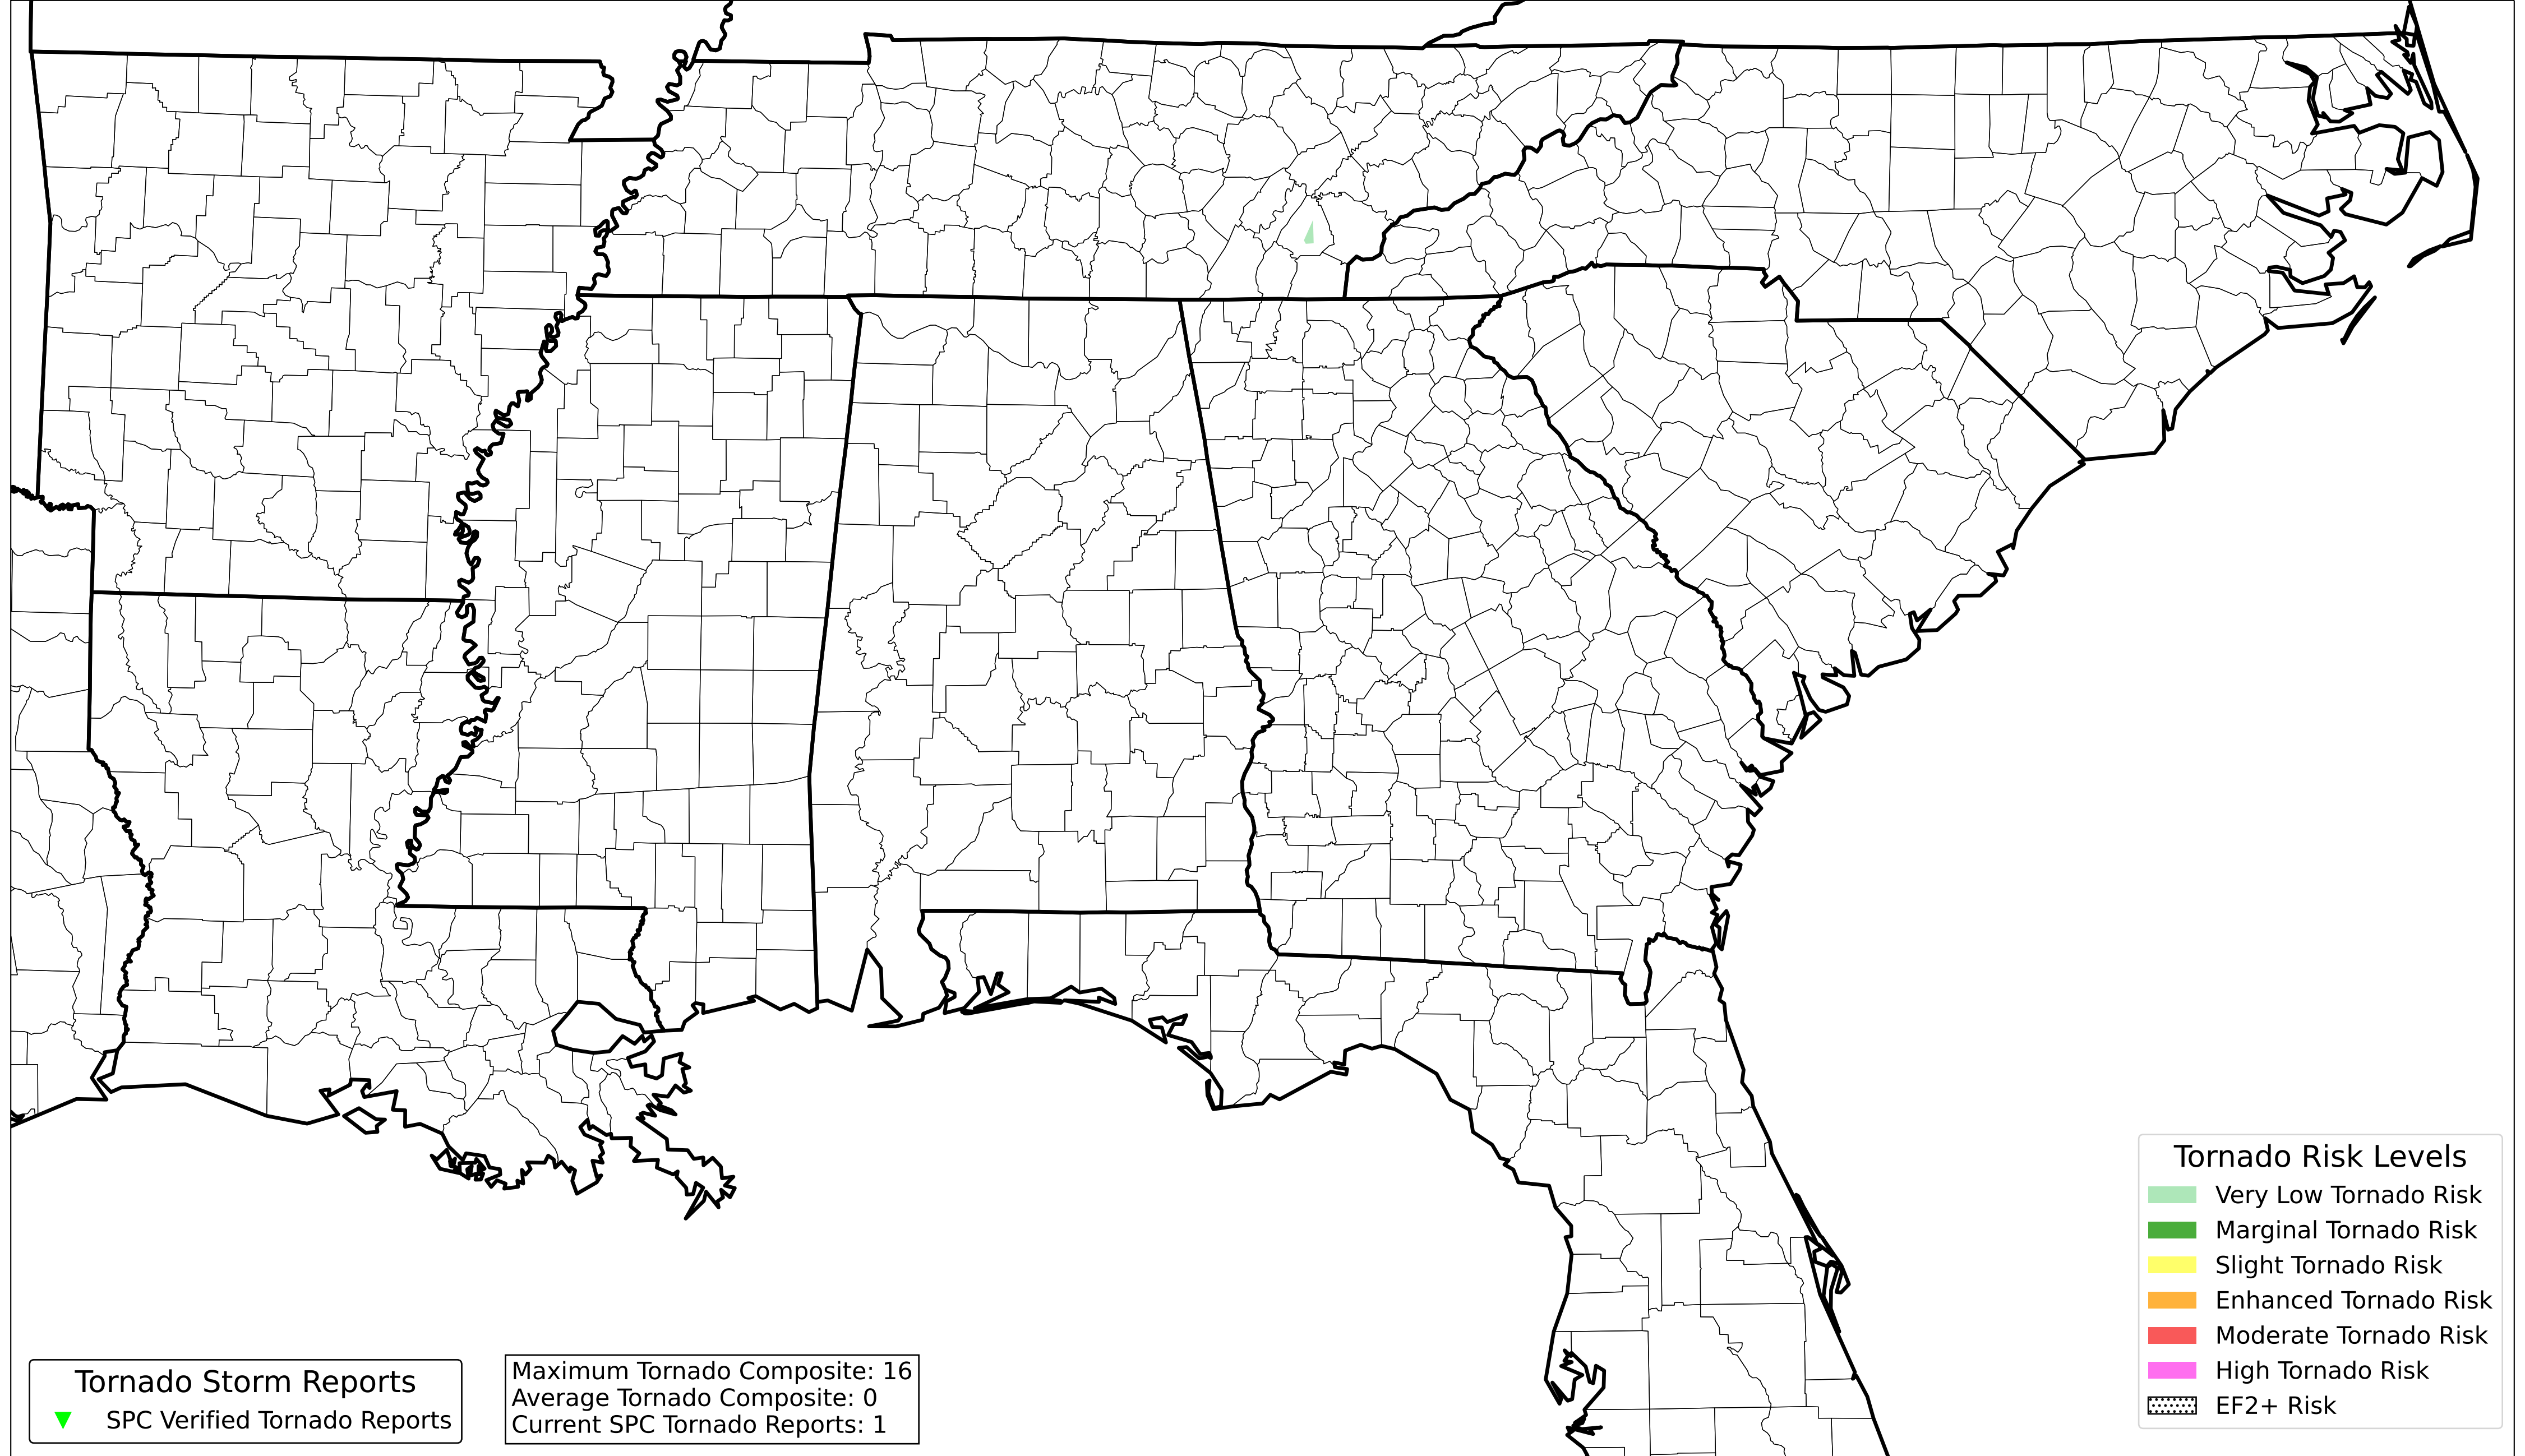 Tornado Risk Levels
Very Low Tornado Risk
Marginal Tornado Risk
Slight Tornado Risk
Enhanced Tornado Risk
Moderate Tornado Risk
High Tornado Risk
EF2+ Risk
Tornado Storm Reports
SPC Verified Tornado Reports
Maximum Tornado Composite: 16
Average Tornado Composite: 0
Current SPC Tornado Reports: 1